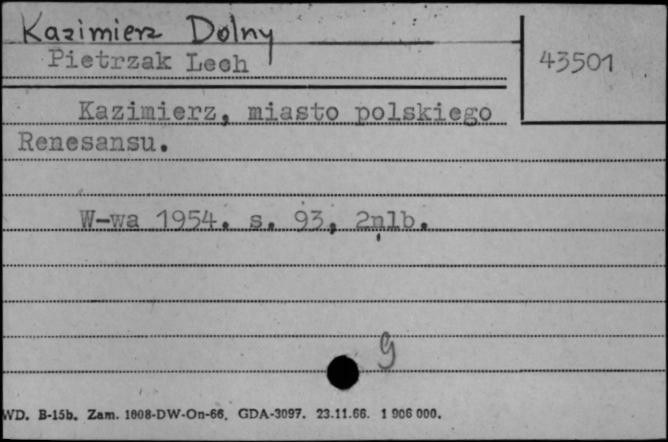 Kazimierz Dolny
Pietrzak Lech
43501
Kazimierz, miasto polskiego
Renesansu.
W-wa 1954. s. 93, 2nlb.
g
WD. B-15b. Zam. 1808-DW-On-66. GDA-3097. 23.11.66. 1 906 000.